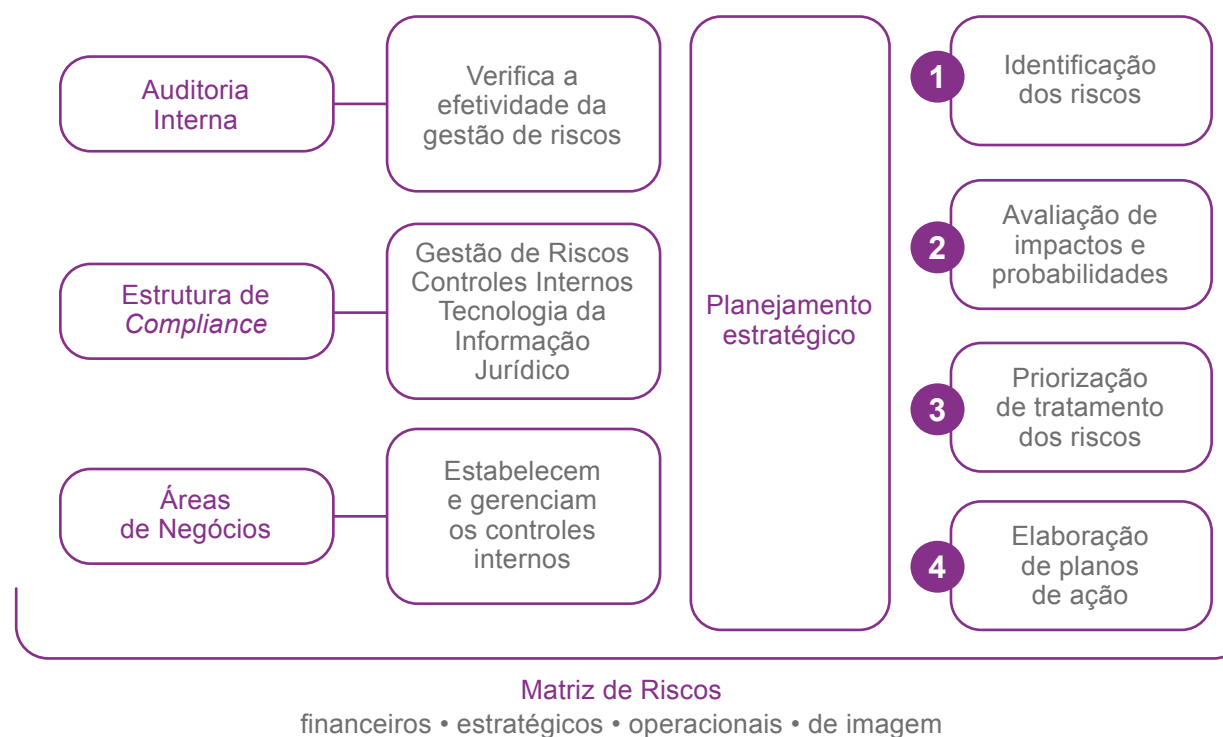 Auditoria
Interna
Verifica a
efetividade da
gestão de riscos
Estrutura de
Compliance
Gestão de Riscos
Controles Internos
Tecnologia da
Informação
Jurídico
Áreas
de Negócios
Estabelecem
e gerenciam
os controles
internos
Planejamento
estratégico
1
Identificação
dos riscos
2
Avaliação de
impactos e
probabilidades
3
Priorização
de tratamento
dos riscos
4
Elaboração
de planos
de ação
Matriz de Riscos
financeiros • estratégicos • operacionais • de imagem